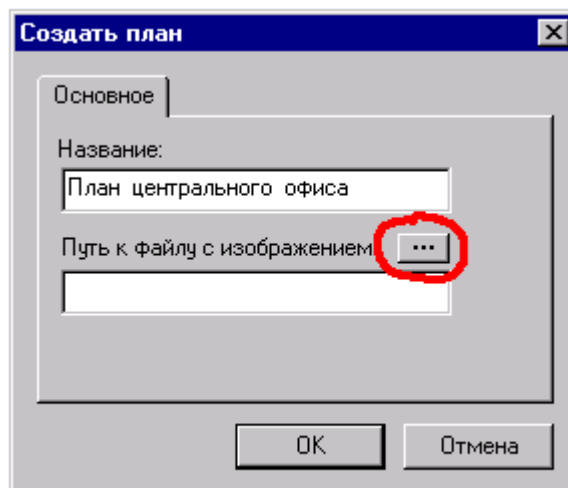 Создать план
Основное
Название:
План центрального офиса
Путь к файлу с изображением
...
OK
Отмена